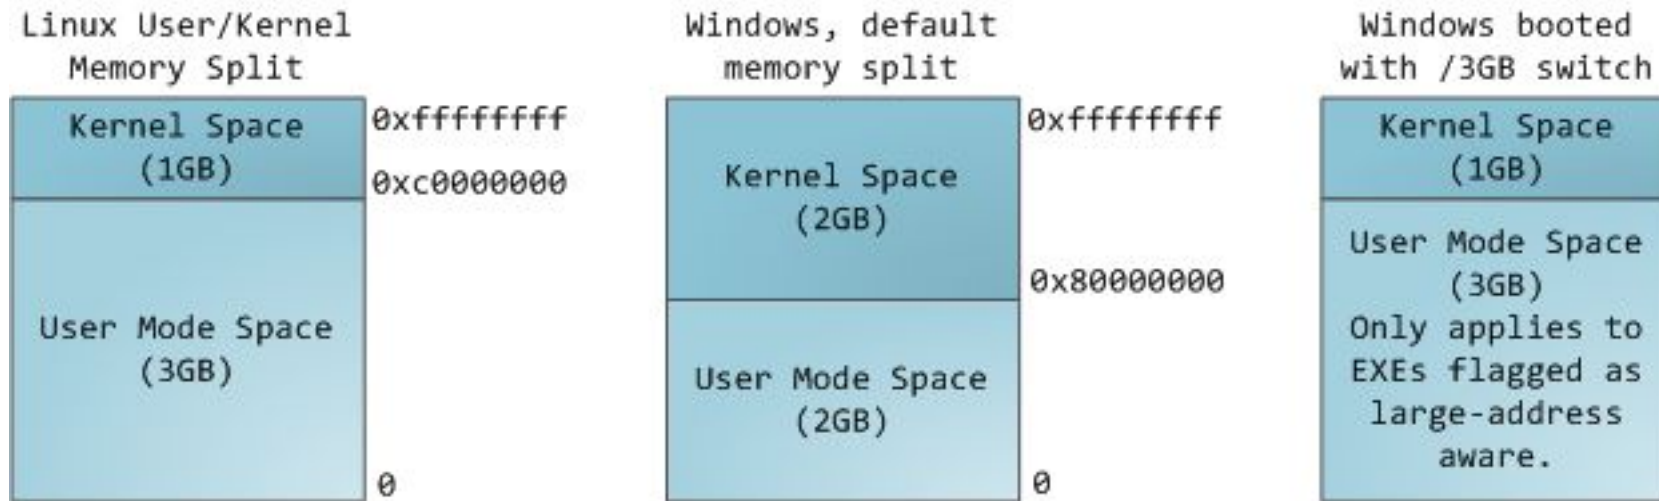 Linux User/Kernel
Memory Split
Kernel Space
(1GB)
0xffffffff
0xc0000000
User Mode Space
(3GB)
0
Windows, default
memory split
Kernel Space
(2GB)
0xffffffff
0x80000000
User Mode Space
(2GB)
0
Windows booted
with /3GB switch
Kernel Space
(1GB)
User Mode Space
(3GB)
Only applies to
EXEs flagged as
large-address
aware.